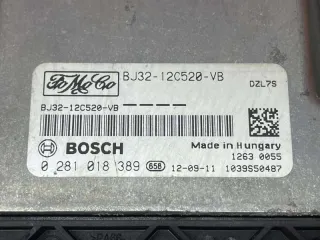 FoMoCo BJ32-12C520-VB DZL7S
BJ32-12C520-VB — — — —
BOSCH Made in Hungary
1263 0055
0 281 018 389 658 12-09-11 1039S50487